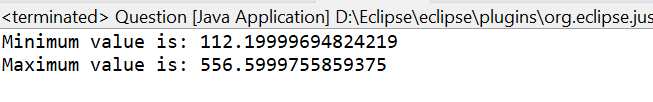 <terminated> Question [Java Application] D:\Eclipse\eclipse\plugins\org.eclipse.jus
Minimum value is: 112.19999694824219
Maximum value is: 556.5999755859375